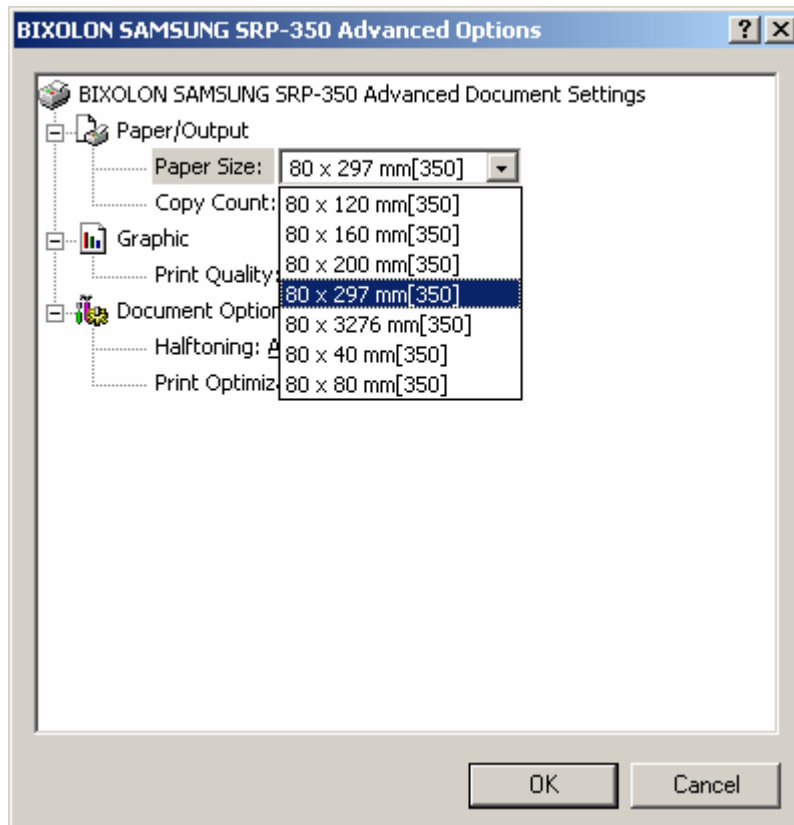 BIXOLON SAMSUNG SRP-350 Advanced Options
BIXOLON SAMSUNG SRP-350 Advanced Document Settings
Paper/Output
Paper Size: 80 x 297 mm[350]
Copy Count:
80 x 120 mm[350]
80 x 160 mm[350]
80 x 200 mm[350]
80 x 297 mm[350]
80 x 3276 mm[350]
80 x 40 mm[350]
80 x 80 mm[350]
Graphic
Print Quality:
Document Option
Halftoning: A
Print Optimiz
OK Cancel